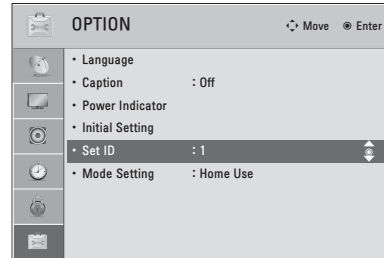 OPTION
Move Enter
• Language
• Caption : Off
• Power Indicator
• Initial Setting
• Set ID : 1
• Mode Setting : Home Use